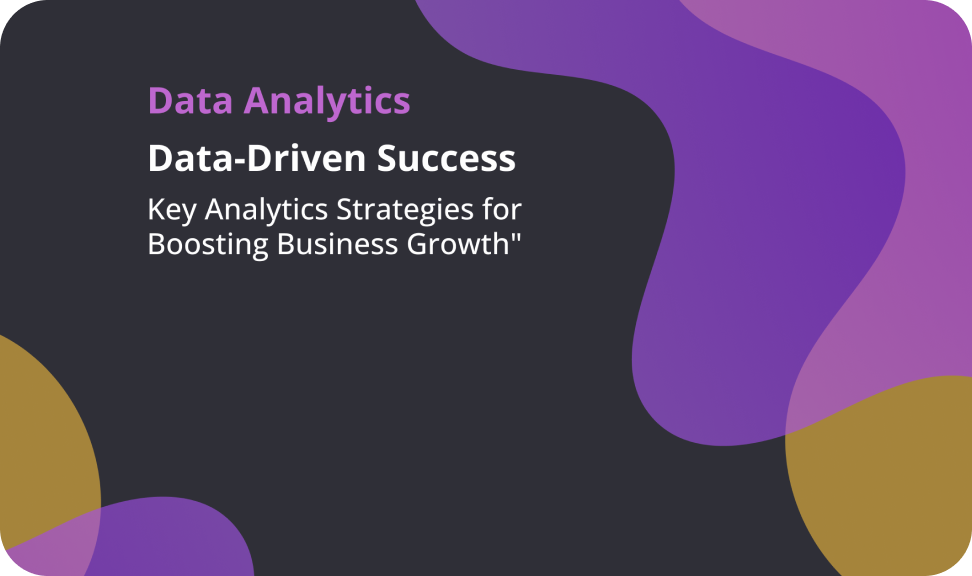 Data Analytics
Data-Driven Success
Key Analytics Strategies for
Boosting Business Growth"